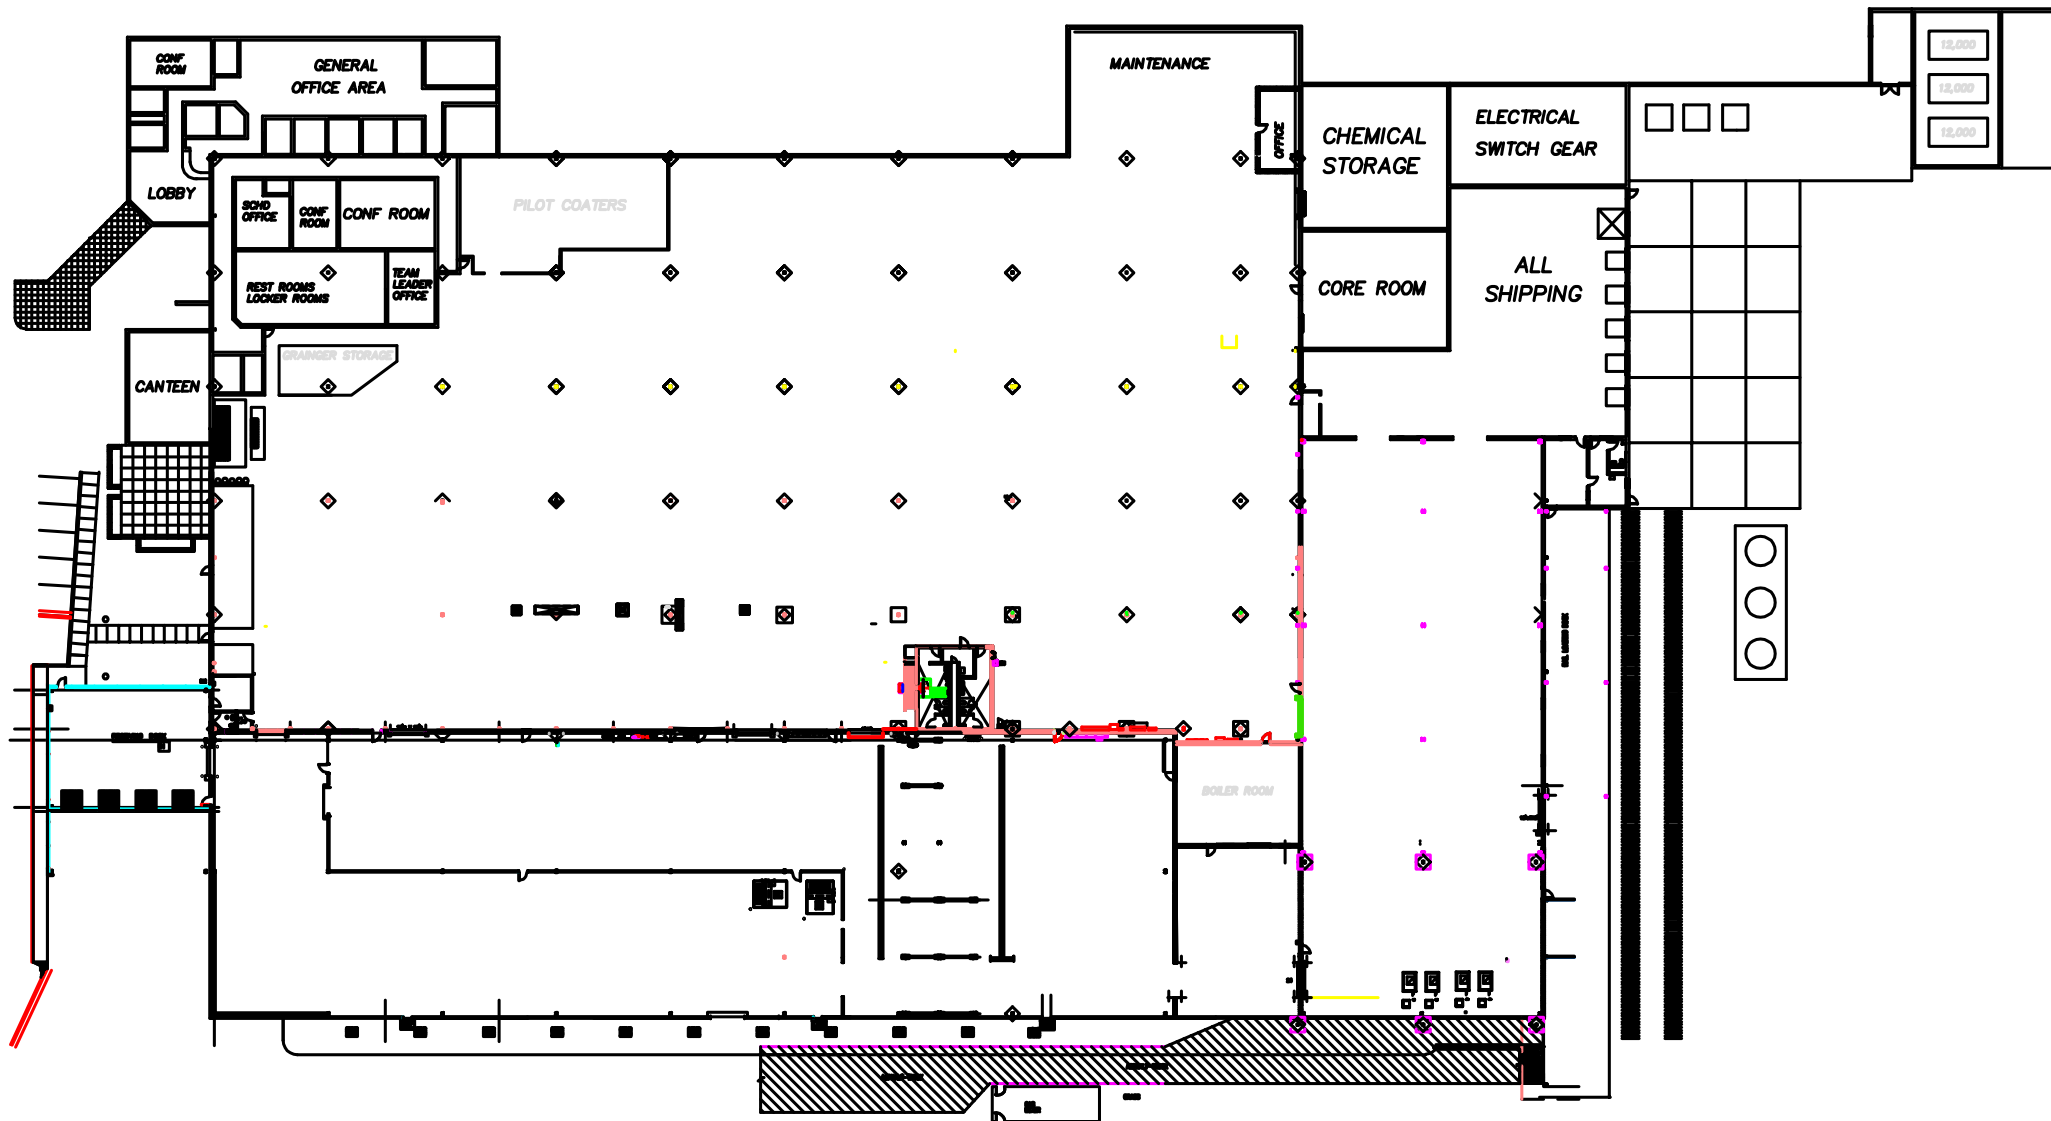 CONF
ROOM
GENERAL
OFFICE AREA
MAINTENANCE
12,000
12,000
12,000
OFFICE
CHEMICAL
STORAGE
ELECTRICAL
SWITCH GEAR
LOBBY
SCHD
OFFICE
CONF
ROOM
CONF ROOM
PILOT COATERS
REST ROOMS
LOCKER ROOMS
TEAM
LEADER
OFFICE
CORE ROOM
ALL
SHIPPING
GRAINGER STORAGE
CANTEEN
BOILER ROOM